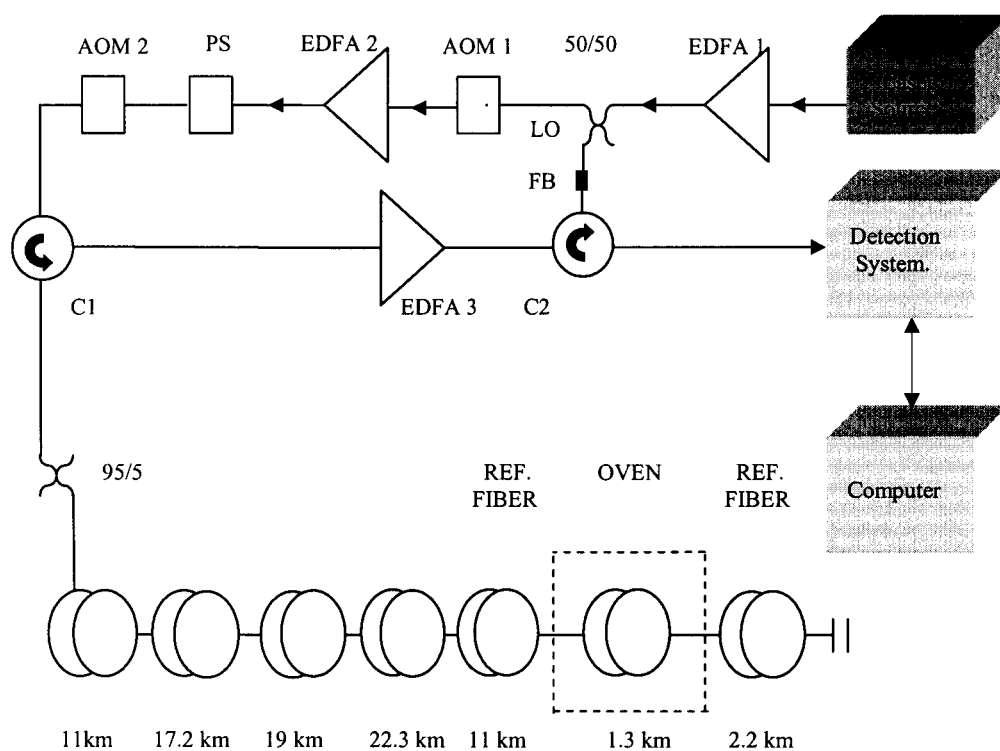 AOM 2
PS
EDFA 2
AOM 1
50/50
EDFA 1
LO
FB
C1
EDFA 3
C2
Detection
System.
95/5
REF.
FIBER
OVEN
REF.
FIBER
Computer
11km
17.2 km
19 km
22.3 km
11 km
1.3 km
2.2 km